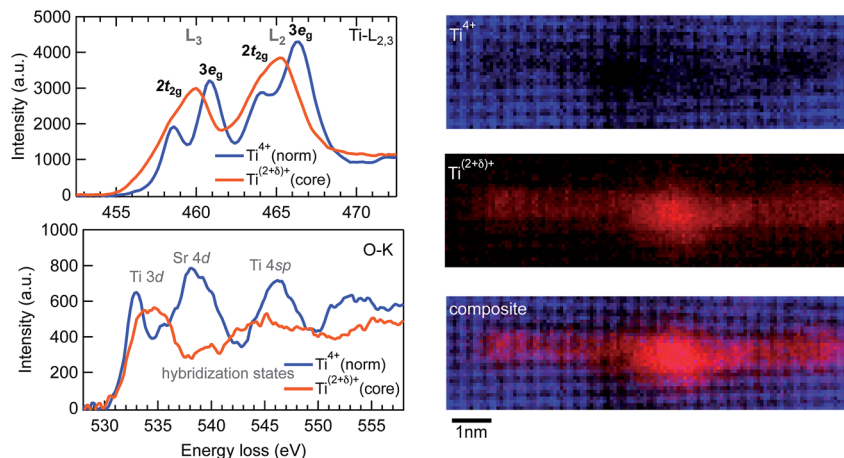 5000
4000
3000
2000
1000
0
Intensity (a.u.)
L3
L2
Ti-L2,3
2t2g
3eg
2t2g
3eg
Ti4+(norm)
Ti(2+δ)+(core)
455
460
465
470
1000
800
600
400
200
0
Intensity (a.u.)
O-K
Ti 3d
Sr 4d
Ti 4sp
hybridization states
Ti4+(norm)
Ti(2+δ)+(core)
530
535
540
545
550
555
Energy loss (eV)
Ti4+
Ti(2+δ)+
composite
1nm